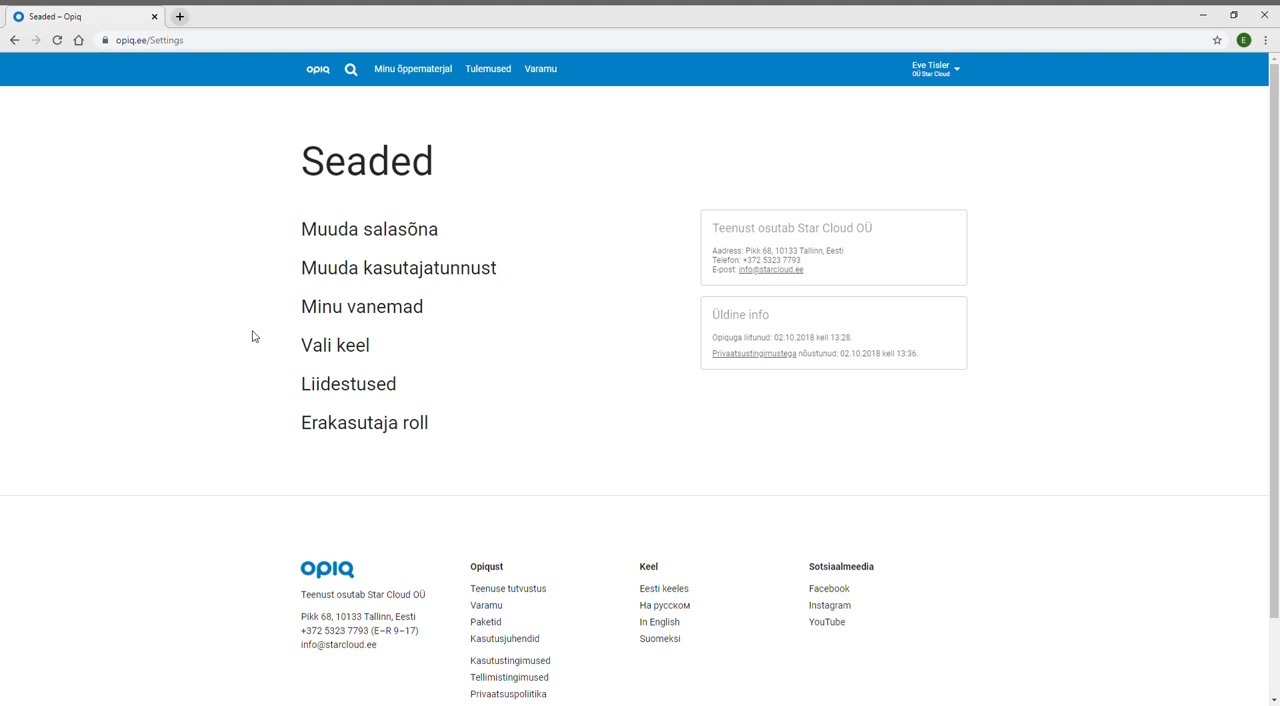 Seaded – Opiq
opiq.ee/Settings
E
opiq
Minu õppematerjal
Tulemused
Varamu
Eve Tisler
OÜ Star Cloud
Seaded
Muuda salasõna
Muuda kasutajatunnust
Minu vanemad
Vali keel
Liidestused
Erakasutaja roll
Teenust osutab Star Cloud OÜ
Aadress: Pikk 68, 10133 Tallinn, Eesti
Telefon: +372 5323 7793
E-post: info@starcloud.ee
Üldine info
Opiquga liitunud: 02.10.2018 kell 13:28.
Privaatsustingimustega nõustunud: 02.10.2018 kell 13:36.
opiq
Teenust osutab Star Cloud OÜ
Pikk 68, 10133 Tallinn, Eesti
+372 5323 7793 (E–R 9–17)
info@starcloud.ee
Opiqust
Teenuse tutvustus
Varamu
Paketid
Kasutusjuhendid
Kasutustingimused
Tellimistingimused
Privaatsuspoliitika
Keel
Eesti keeles
На русском
In English
Suomeksi
Sotsiaalmeedia
Facebook
Instagram
YouTube